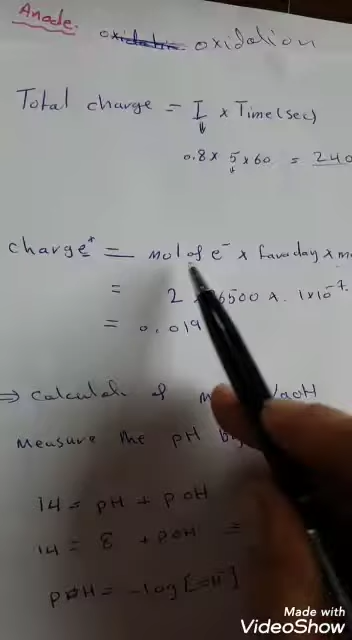 Anode: oxidation oxidation
Total charge = I x Time (sec)
0.8 x 5 x 60 = 240
charge* = mol of e⁻ x faraday x
= 2 x 6500 x. 1x10⁻⁷
= 0.019
=> Calculate of NaOH
Measure the pH
14 = pH + pOH
14 = 8 + pOH =
pOH = -log [OH⁻]
Made with
VideoShow